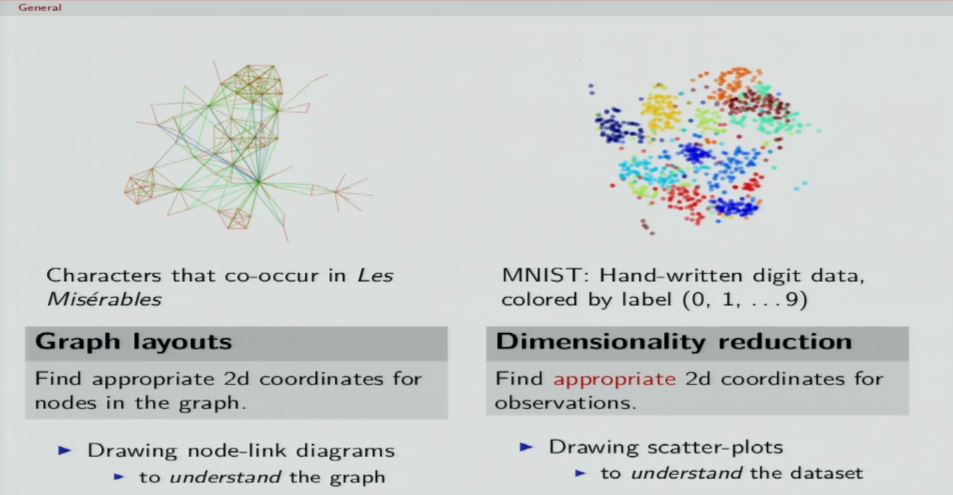 General
Characters that co-occur in Les
Misérables
Graph layouts
Find appropriate 2d coordinates for
nodes in the graph.
► Drawing node-link diagrams
► to understand the graph
MNIST: Hand-written digit data,
colored by label (0, 1, ...9)
Dimensionality reduction
Find appropriate 2d coordinates for
observations.
► Drawing scatter-plots
► to understand the dataset